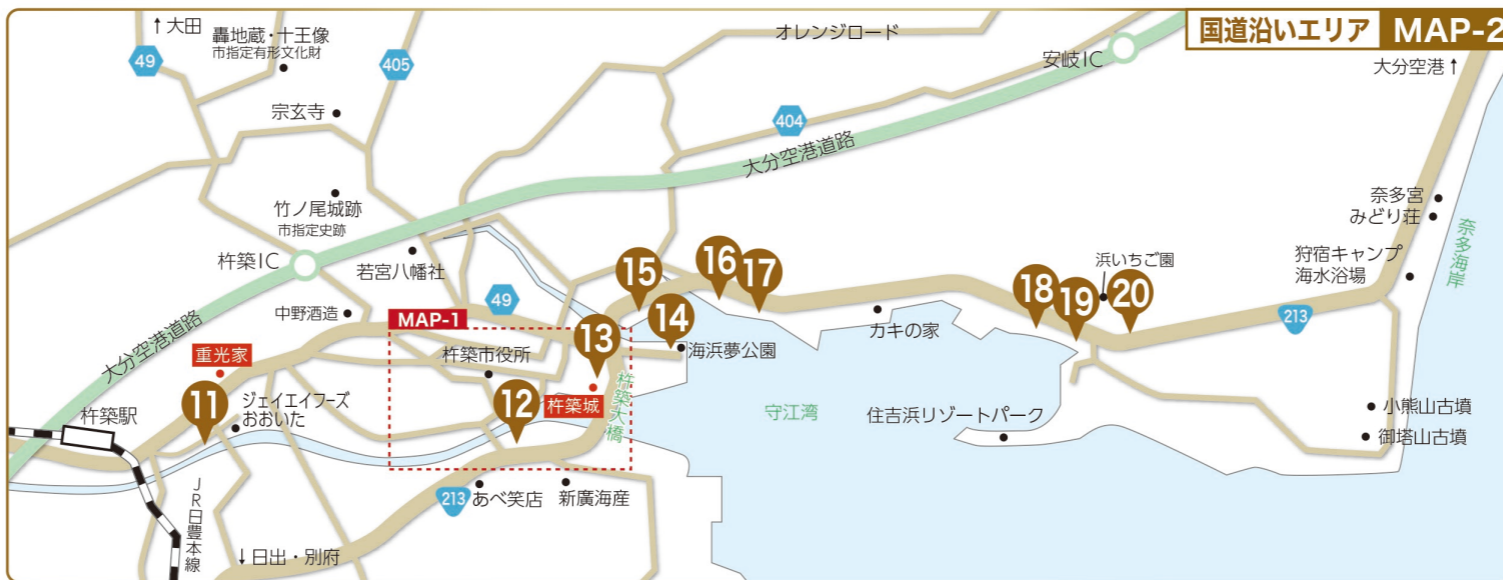 国道沿いエリア MAP-2
↑大田
轟地蔵・十王像
市指定有形文化財
49
405
宗玄寺
オレンジロード
安岐IC
大分空港↑
404
大分空港道路
竹ノ尾城跡
市指定史跡
杵築IC
若宮八幡社
奈多宮
みどり荘
狩宿キャンプ
海水浴場
奈多海岸
中野酒造
49
MAP-1
15
16
17
浜いちご園
18
19
20
213
カキの家
14
海浜夢公園
13
杵築市役所
12
杵築城
杵築大橋
守江湾
住吉浜リゾートパーク
小熊山古墳
御塔山古墳
大分空港道路
重光家
11
ジェイエイフーズ
おおいた
杵築駅
JR日豊本線
213
あべ笑店
新廣海産
↓日出・別府